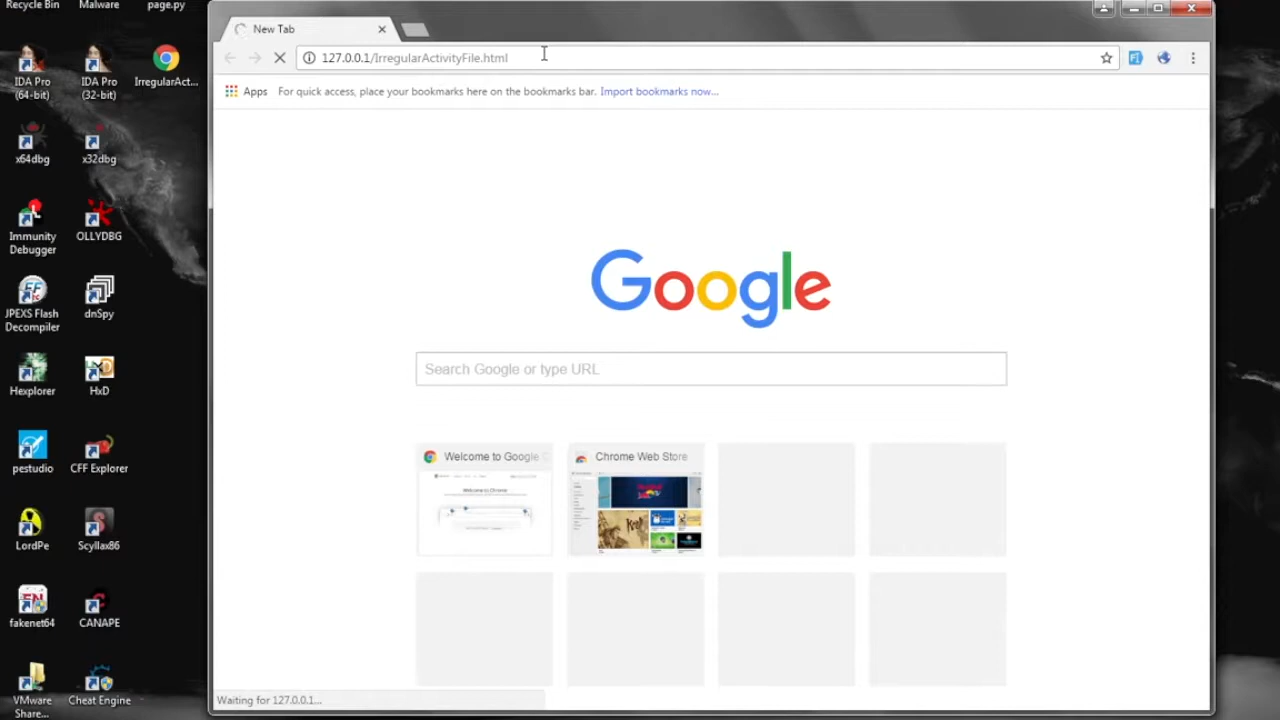 Recycle Bin
Malware
page.py
IDA Pro
(64-bit)
IDA Pro
(32-bit)
IrregularAct...
x64dbg
x32dbg
Immunity
Debugger
OLLYDBG
JPEXS Flash
Decompiler
dnSpy
Hexplorer
HxD
pestudio
CFF Explorer
LordPe
Scyllax86
fakenet64
CANAPE
VMware
Share...
Cheat Engine
New Tab
127.0.0.1/IrregularActivityFile.html
Apps For quick access, place your bookmarks here on the bookmarks bar. Import bookmarks now...
Google
Search Google or type URL
Welcome to Google
Chrome Web Store
Waiting for 127.0.0.1...